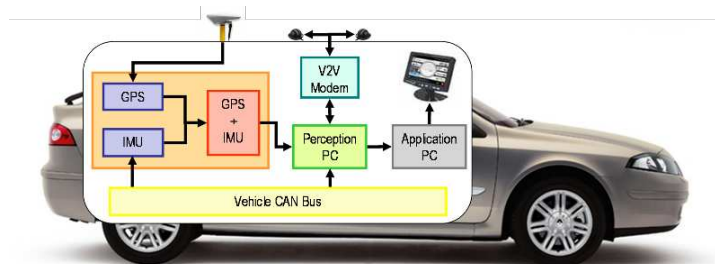 V2V
Modem
GPS
GPS
+
IMU
IMU
Perception
PC
Application
PC
Vehicle CAN Bus